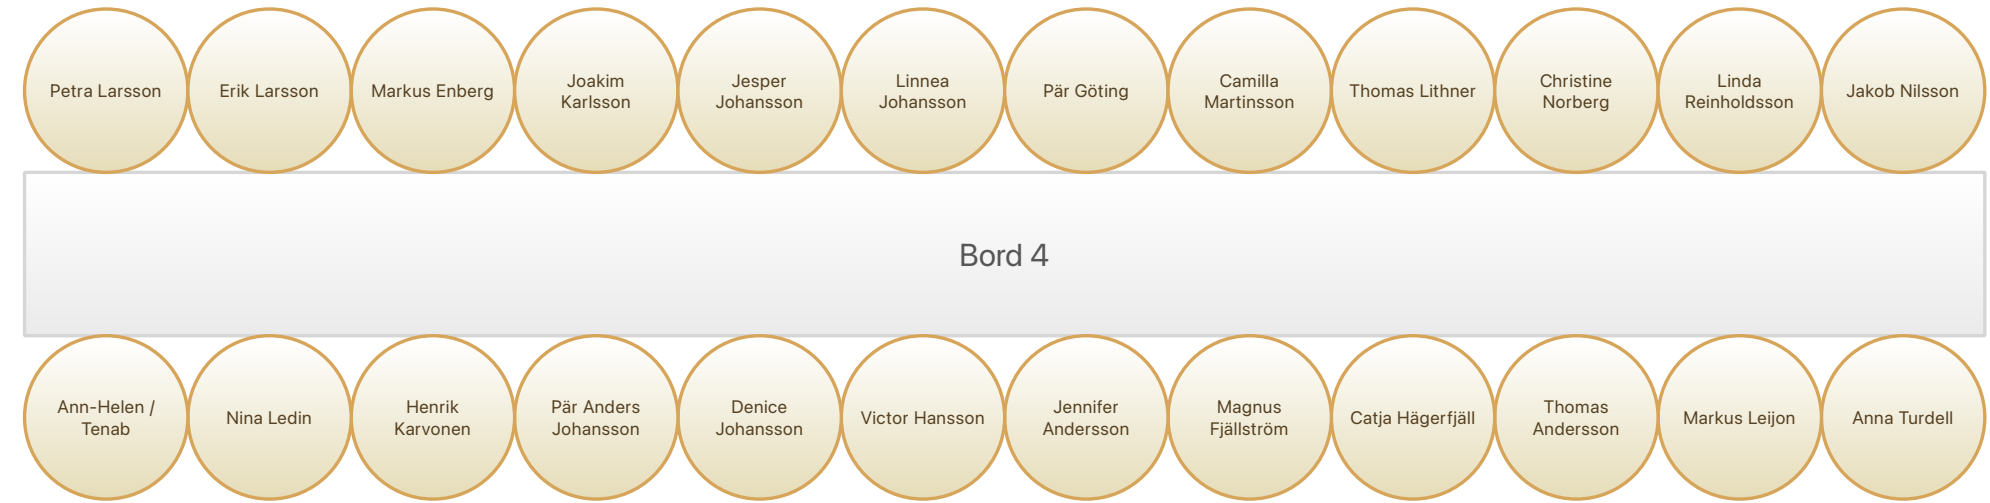 Petra Larsson
Erik Larsson
Markus Enberg
Joakim
Karlsson
Jesper
Johansson
Linnea
Johansson
Pär Göting
Camilla
Martinsson
Thomas Lithner
Christine
Norberg
Linda
Reinholdsson
Jakob Nilsson
Bord 4
Ann-Helen /
Tenab
Nina Ledin
Henrik
Karvonen
Pär Anders
Johansson
Denice
Johansson
Victor Hansson
Jennifer
Andersson
Magnus
Fjällström
Catja Hägerfjäll
Thomas
Andersson
Markus Leijon
Anna Turdell